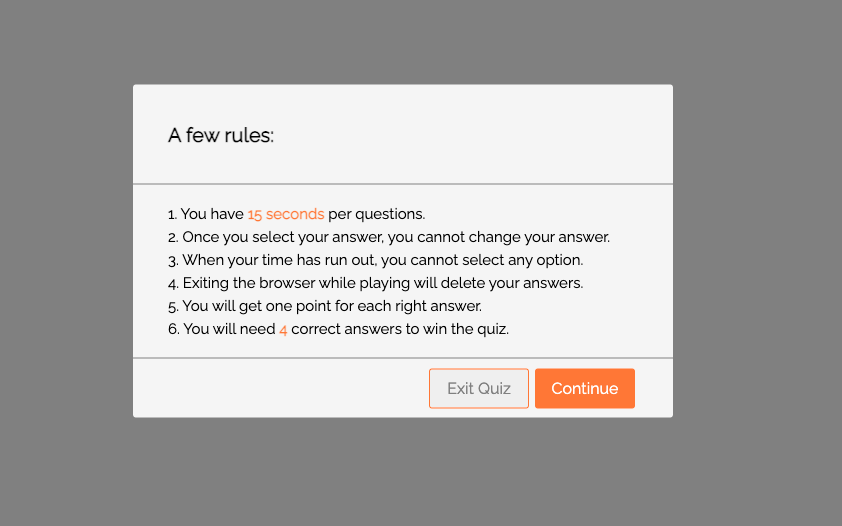 A few rules:
1. You have 15 seconds per questions.
2. Once you select your answer, you cannot change your answer.
3. When your time has run out, you cannot select any option.
4. Exiting the browser while playing will delete your answers.
5. You will get one point for each right answer.
6. You will need 4 correct answers to win the quiz.
Exit Quiz Continue